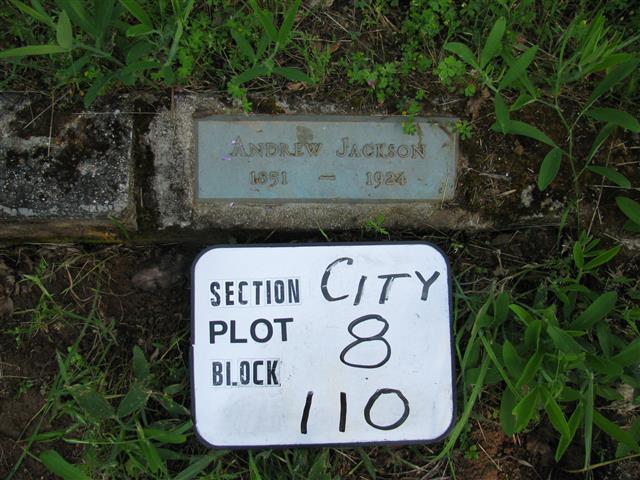 ANDREW JACKSON
1851 — 1924
SECTION CITY
PLOT 8
BLOCK 110